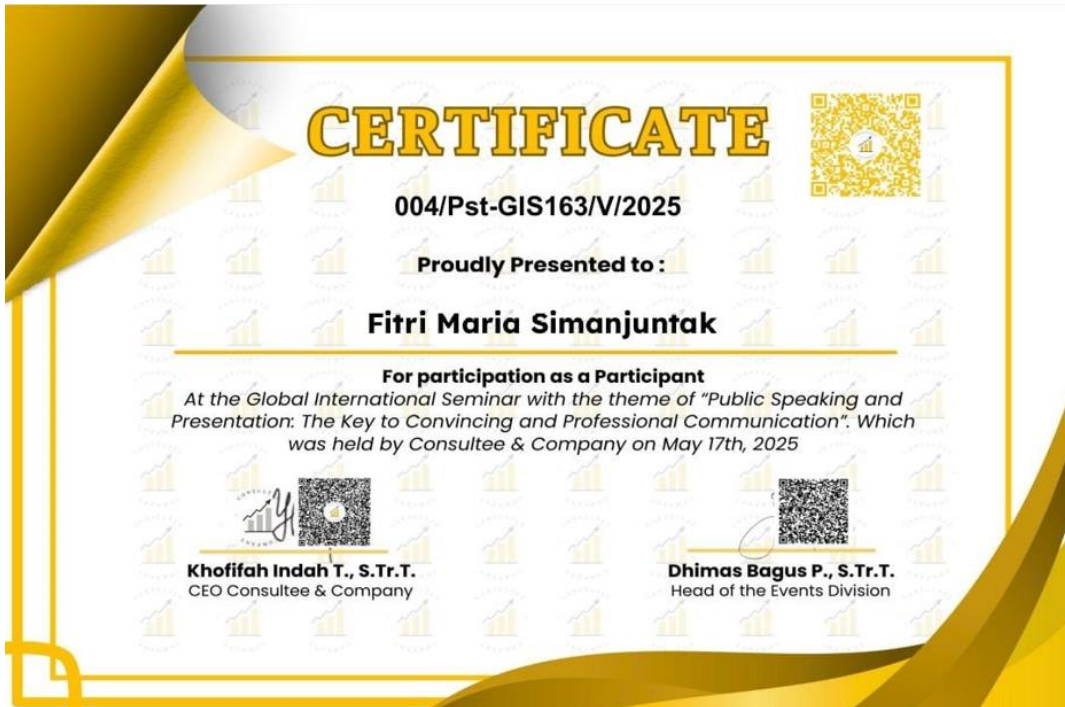 CERTIFICATE
004/Pst-GIS163/V/2025
Proudly Presented to :
Fitri Maria Simanjuntak
For participation as a Participant
At the Global International Seminar with the theme of “Public Speaking and
Presentation: The Key to Convincing and Professional Communication”. Which
was held by Consultee & Company on May 17th, 2025
Khofifah Indah T., S.Tr.T.
CEO Consultee & Company
Dhimas Bagus P., S.Tr.T.
Head of the Events Division